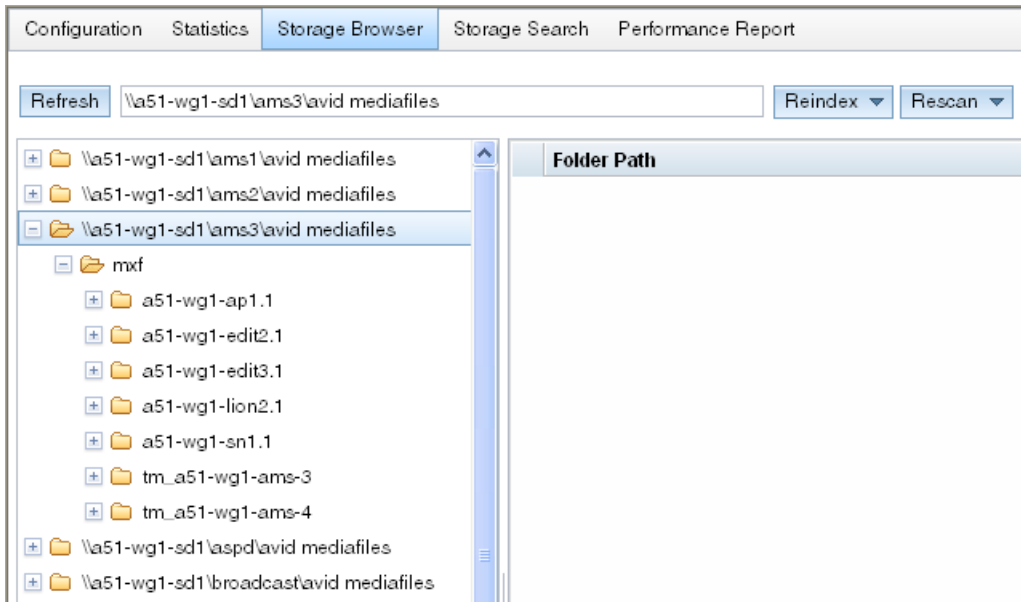 Configuration Statistics Storage Browser Storage Search Performance Report
Refresh \\a51-wg1-sd1\ams3\avid mediafiles Reindex Rescan
Folder Path
\\a51-wg1-sd1\ams1\avid mediafiles
\\a51-wg1-sd1\ams2\avid mediafiles
\\a51-wg1-sd1\ams3\avid mediafiles
mxf
a51-wg1-ap1.1
a51-wg1-edit2.1
a51-wg1-edit3.1
a51-wg1-lion2.1
a51-wg1-sn1.1
tm_a51-wg1-ams-3
tm_a51-wg1-ams-4
\\a51-wg1-sd1\aspd\avid mediafiles
\\a51-wg1-sd1\broadcast\avid mediafiles